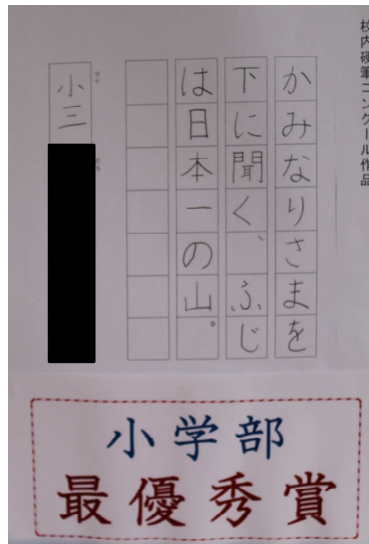 校内硬筆コンクール作品
かみなりさまを
下に聞く、ふじ
は日本一の山。
小三
小学部
最優秀賞